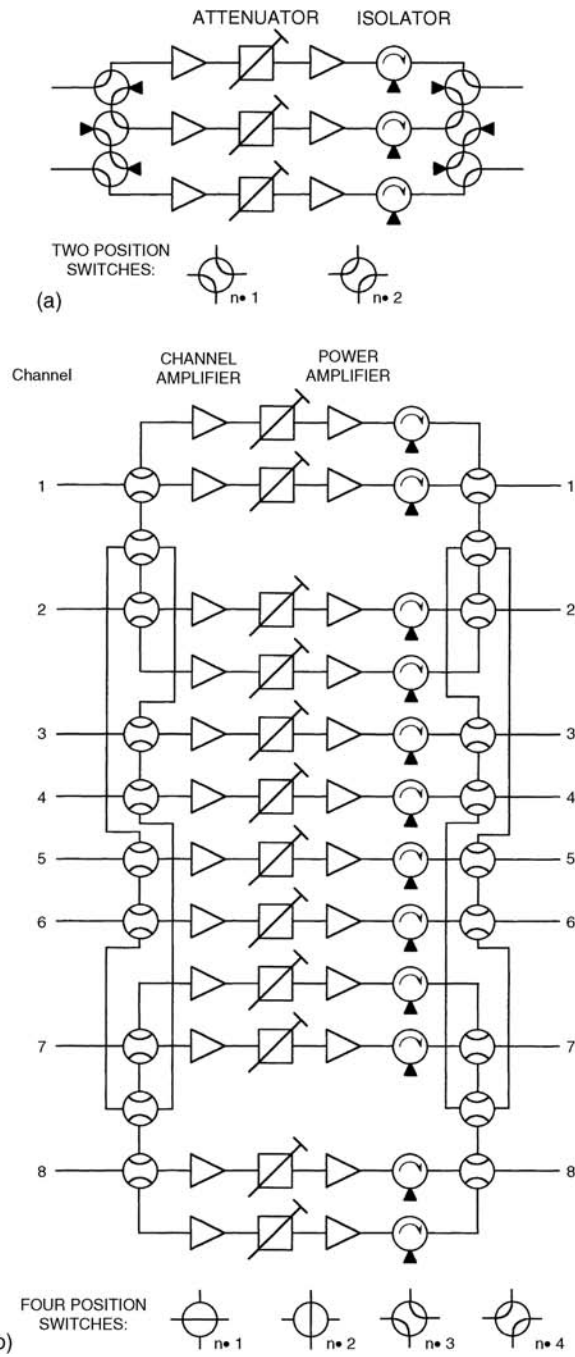 ATTENUATOR ISOLATOR
TWO POSITION
SWITCHES:
n• 1 n• 2
(a)
Channel
CHANNEL
AMPLIFIER
POWER
AMPLIFIER
1 1
2 2
3 3
4 4
5 5
6 6
7 7
8 8
FOUR POSITION
SWITCHES:
n• 1 n• 2 n• 3 n• 4
b)